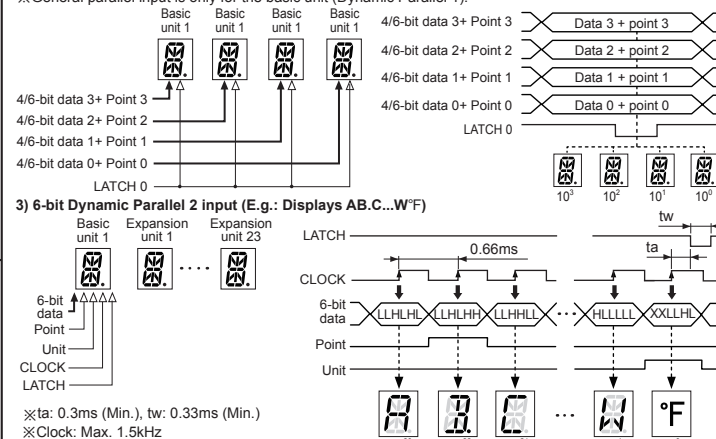 ※General parallel input is only for the basic unit (Dynamic Parallel 1).
Basic unit 1
Basic unit 1
Basic unit 1
Basic unit 1
4/6-bit data 3+ Point 3
4/6-bit data 2+ Point 2
4/6-bit data 1+ Point 1
4/6-bit data 0+ Point 0
LATCH 0
4/6-bit data 3+ Point 3
Data 3 + point 3
4/6-bit data 2+ Point 2
Data 2 + point 2
4/6-bit data 1+ Point 1
Data 1 + point 1
4/6-bit data 0+ Point 0
Data 0 + point 0
LATCH 0
10³
10²
10¹
10⁰
3) 6-bit Dynamic Parallel 2 input (E.g.: Displays AB.C...W°F)
Basic unit 1
Expansion unit 1
Expansion unit 23
6-bit data
Point
Unit
CLOCK
LATCH
※ta: 0.3ms (Min.), tw: 0.33ms (Min.)
※Clock: Max. 1.5kHz
LATCH
tw
0.66ms
ta
CLOCK
6-bit data
LLHLHL
LLHLHH
LLHHLL
HLLLLL
XXLLHL
Point
Unit
A
B.
C
...
W
°F